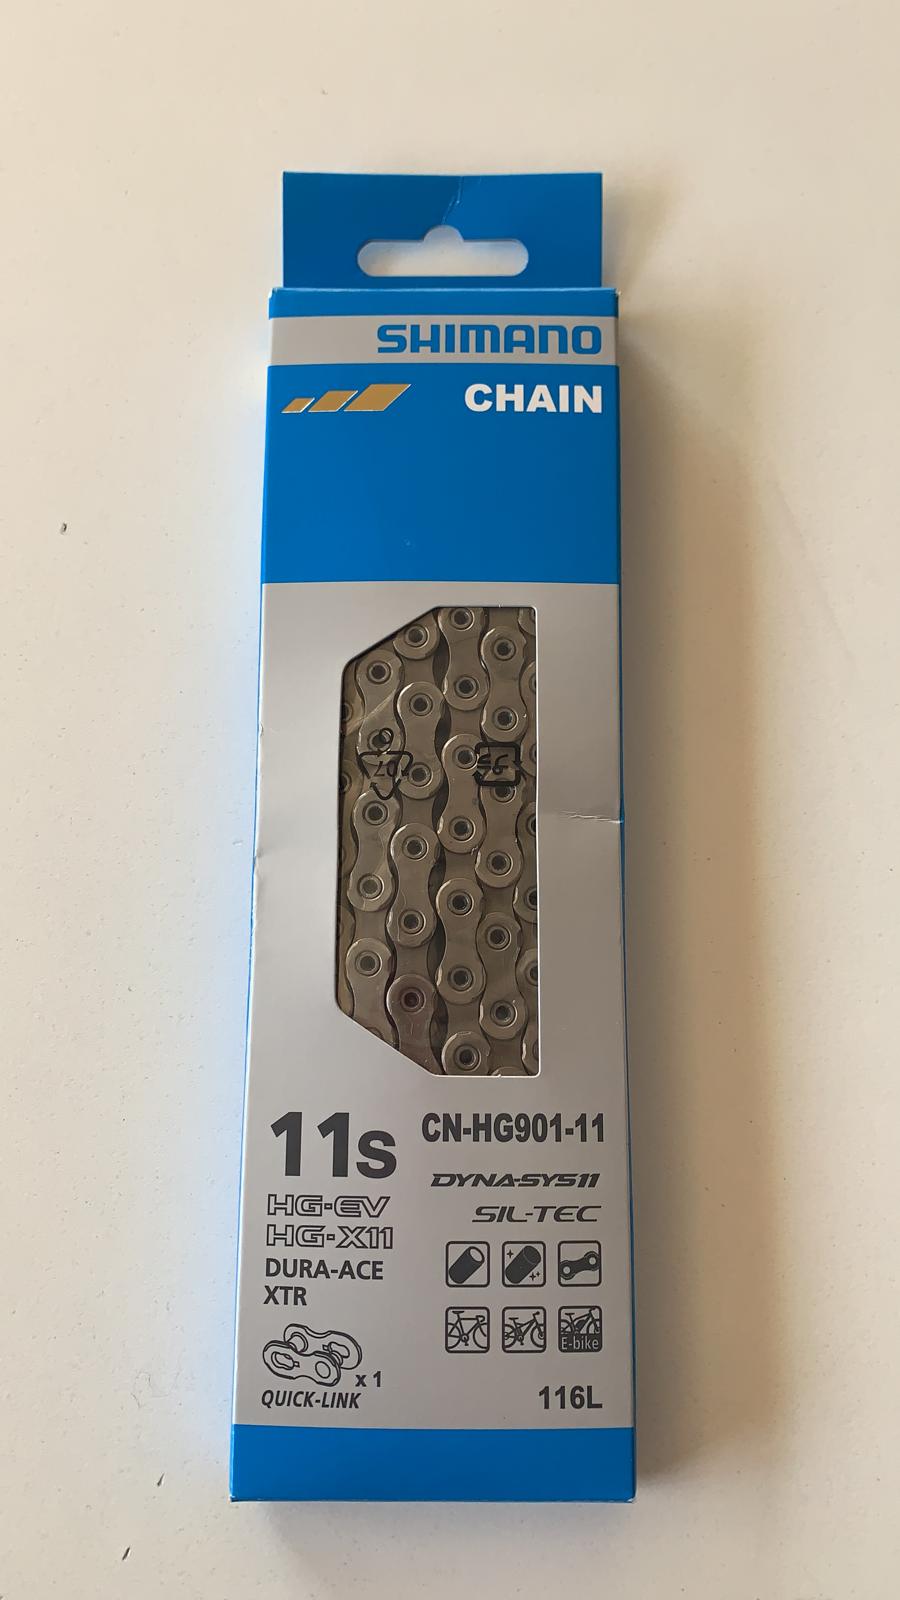 SHIMANO
CHAIN
11s
CN-HG901-11
HG-EV
DYNA-SYS11
HG-X11
SIL-TEC
DURA-ACE
XTR
E-bike
x 1
QUICK-LINK
116L